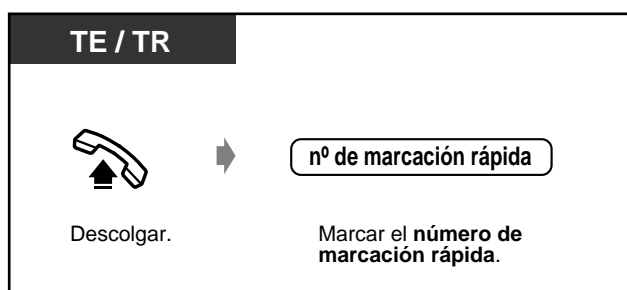 TE / TR
nº de marcación rápida
Descolgar.
Marcar el número de
marcación rápida.